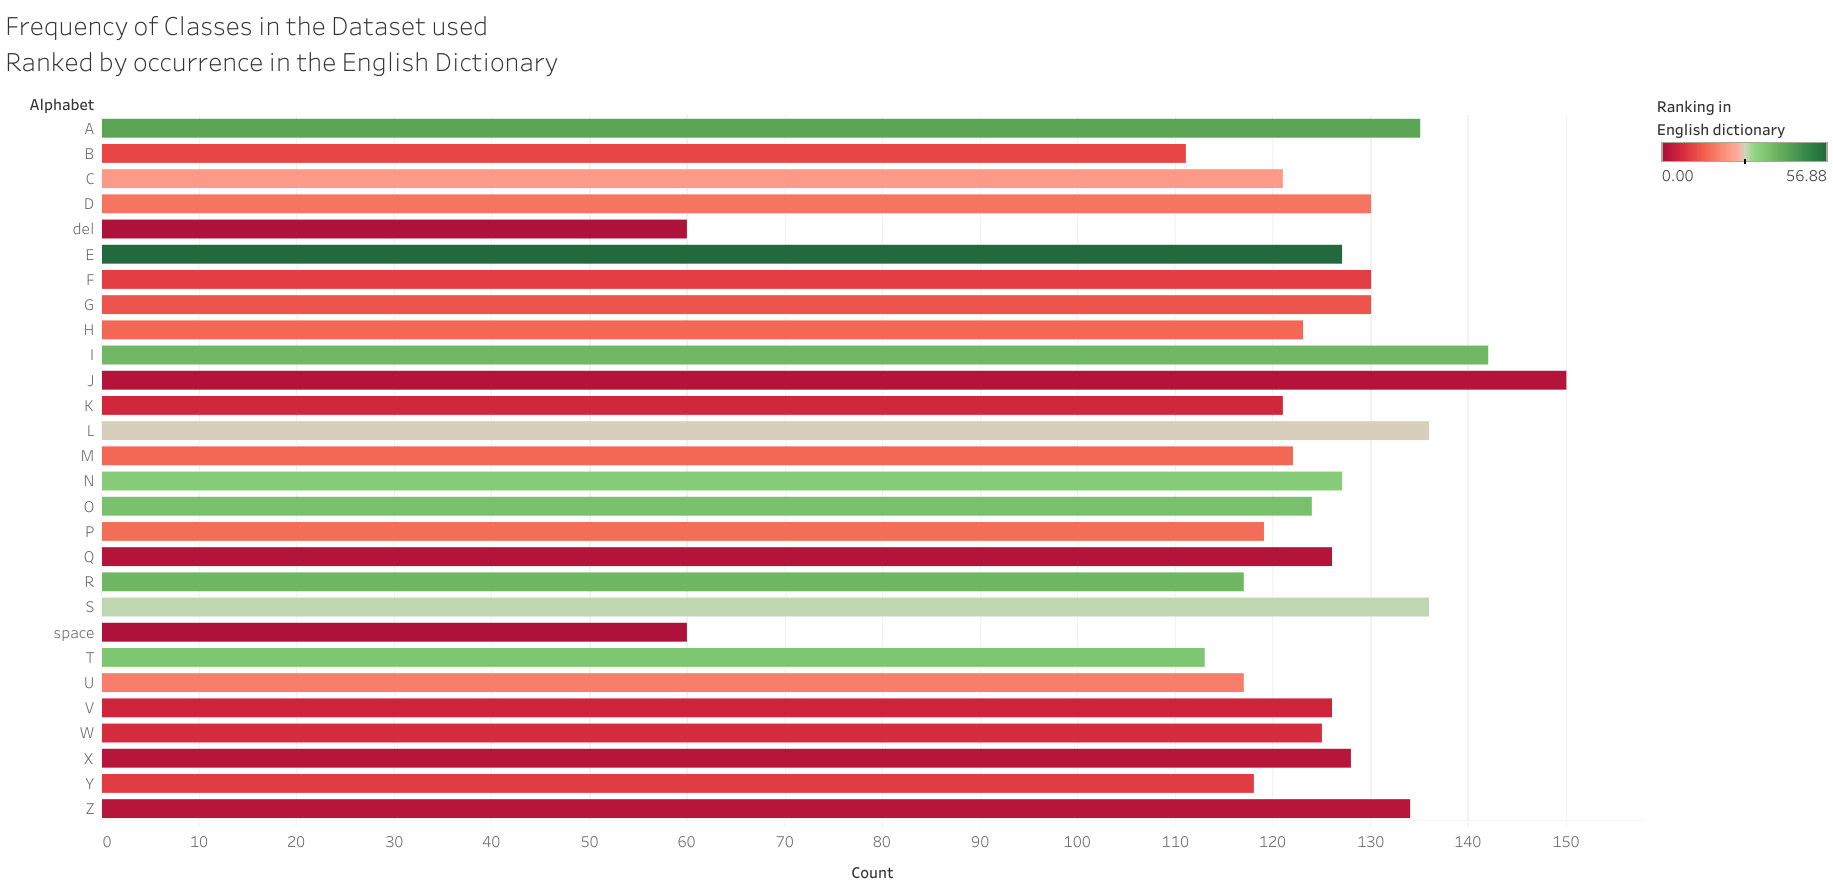 Frequency of Classes in the Dataset used
Ranked by occurrence in the English Dictionary
Alphabet
A
B
C
D
del
E
F
G
H
I
J
K
L
M
N
O
P
Q
R
S
space
T
U
V
W
X
Y
Z
0 10 20 30 40 50 60 70 80 90 100 110 120 130 140 150
Count
Ranking in
English dictionary
0.00 56.88